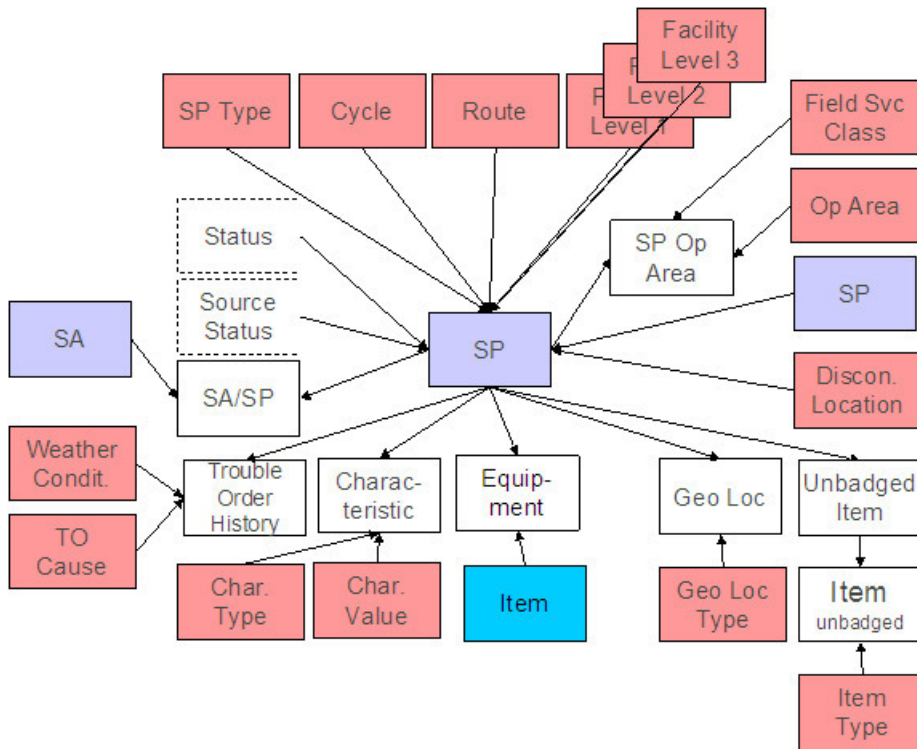 Facility
Level 3
F
Level 2
F
Level 1
SP Type
Cycle
Route
Field Svc
Class
Op Area
SP Op
Area
Status
Source
Status
SP
SA
SP
SA/SP
Discon.
Location
Weather
Condit.
TO
Cause
Trouble
Order
History
Charac-
teristic
Equip-
ment
Geo Loc
Unbadged
Item
Char.
Type
Char.
Value
Item
Geo Loc
Type
Item
unbadged
Item
Type